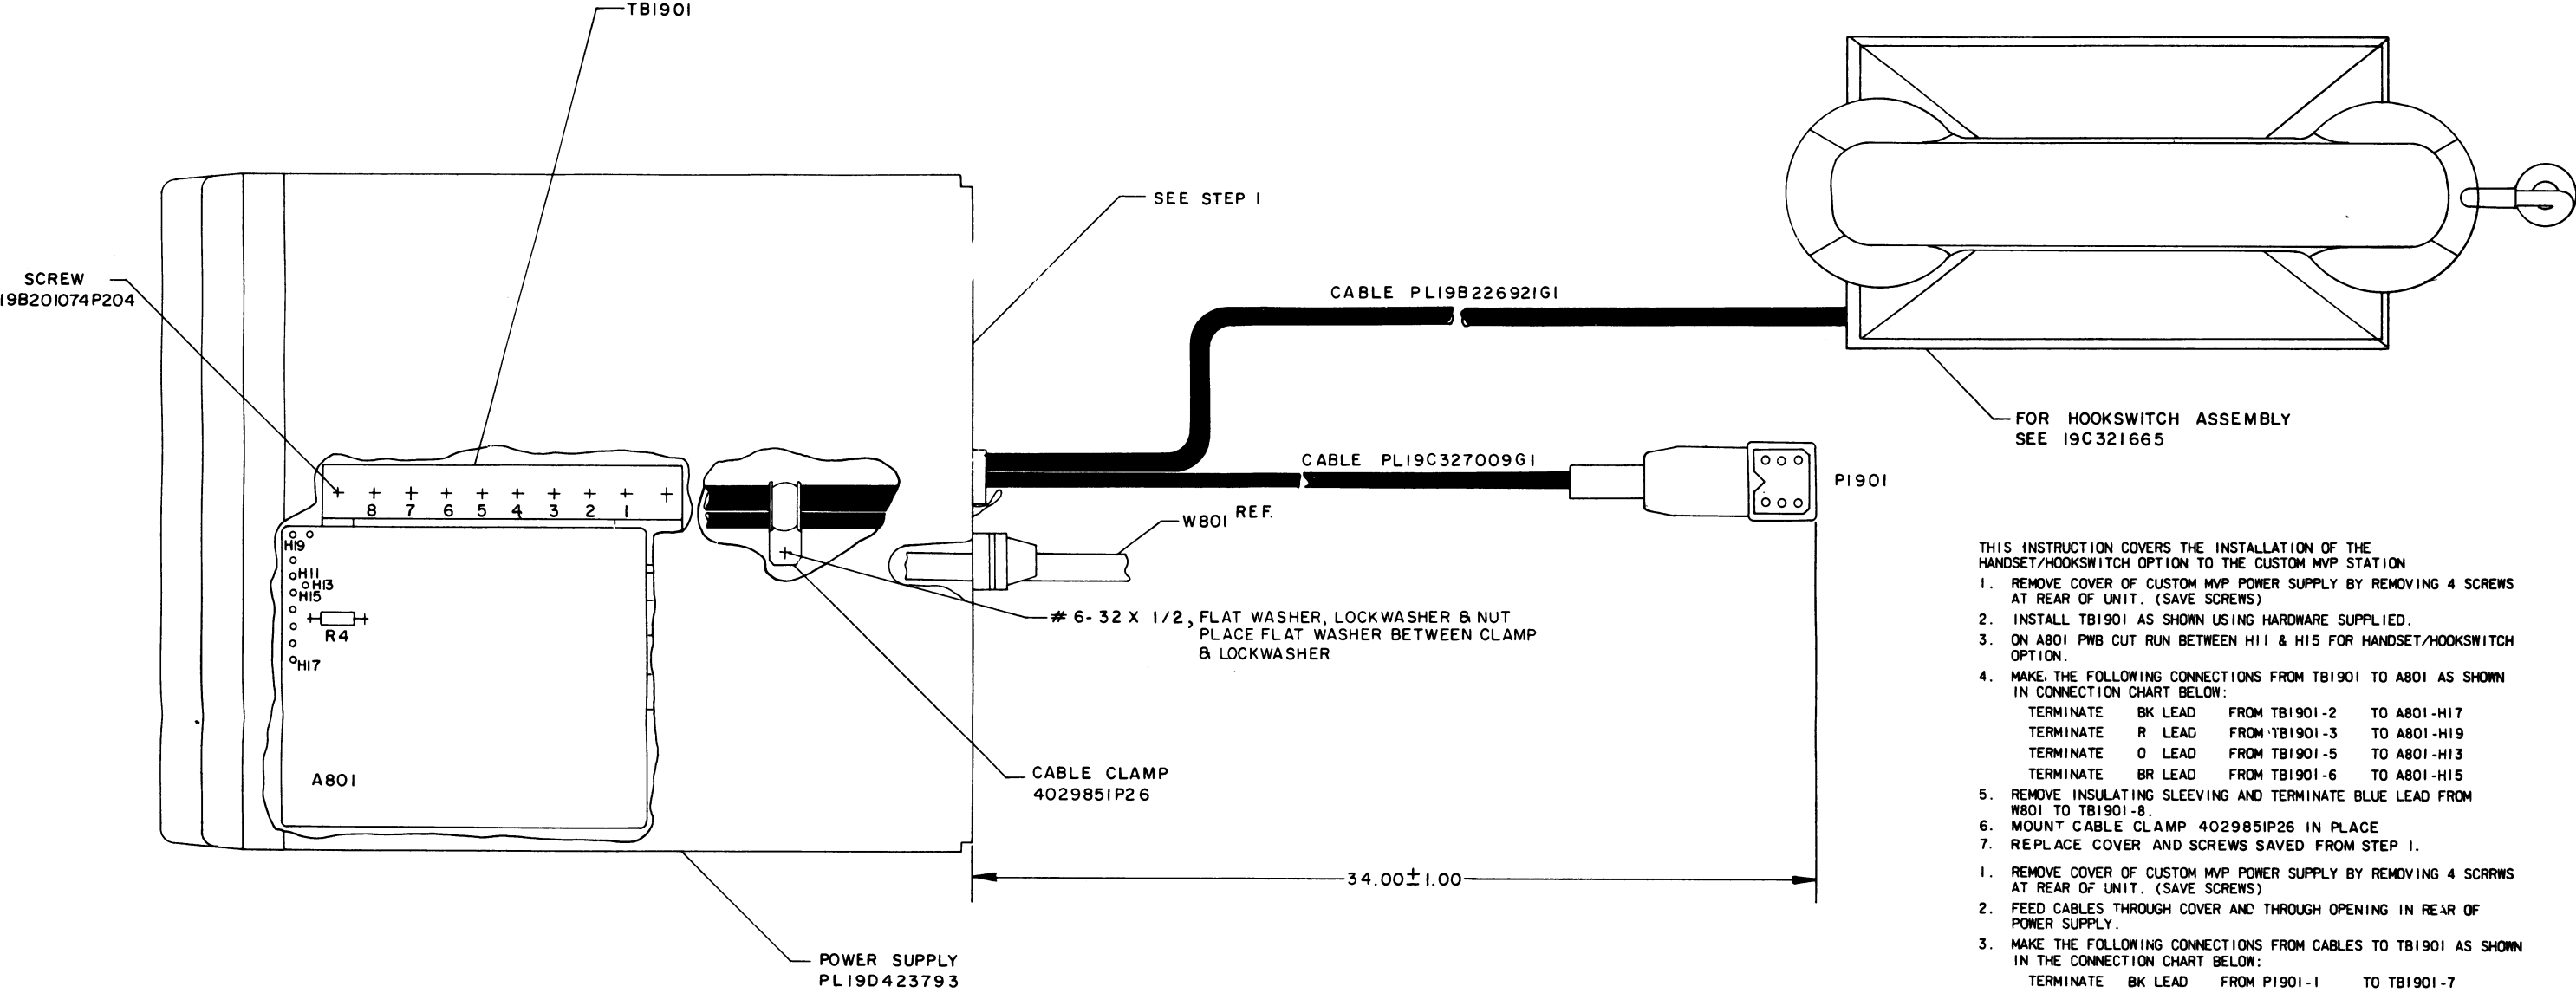 TB1901
SEE STEP 1
SCREW
19B201074P204
CABLE PL19B226921G1
FOR HOOKSWITCH ASSEMBLY
SEE 19C321665
CABLE PL19C327009G1
P1901
8 7 6 5 4 3 2 1
W801 REF.
H19
H11
H13
H15
R4
H17
A801
# 6-32 X 1/2, FLAT WASHER, LOCKWASHER & NUT
PLACE FLAT WASHER BETWEEN CLAMP
& LOCKWASHER
CABLE CLAMP
4029851P26
34.00±1.00
POWER SUPPLY
PL19D423793
THIS INSTRUCTION COVERS THE INSTALLATION OF THE
HANDSET/HOOKSWITCH OPTION TO THE CUSTOM MVP STATION
1. REMOVE COVER OF CUSTOM MVP POWER SUPPLY BY REMOVING 4 SCREWS
AT REAR OF UNIT. (SAVE SCREWS)
2. INSTALL TB1901 AS SHOWN USING HARDWARE SUPPLIED.
3. ON A801 PWB CUT RUN BETWEEN H11 & H15 FOR HANDSET/HOOKSWITCH
OPTION.
4. MAKE THE FOLLOWING CONNECTIONS FROM TB1901 TO A801 AS SHOWN
IN CONNECTION CHART BELOW:
TERMINATE BK LEAD FROM TB1901-2 TO A801-H17
TERMINATE R LEAD FROM TB1901-3 TO A801-H19
TERMINATE O LEAD FROM TB1901-5 TO A801-H13
TERMINATE BR LEAD FROM TB1901-6 TO A801-H15
5. REMOVE INSULATING SLEEVING AND TERMINATE BLUE LEAD FROM
W801 TO TB1901-8.
6. MOUNT CABLE CLAMP 4029851P26 IN PLACE
7. REPLACE COVER AND SCREWS SAVED FROM STEP 1.
1. REMOVE COVER OF CUSTOM MVP POWER SUPPLY BY REMOVING 4 SCRRWS
AT REAR OF UNIT. (SAVE SCREWS)
2. FEED CABLES THROUGH COVER AND THROUGH OPENING IN REAR OF
POWER SUPPLY.
3. MAKE THE FOLLOWING CONNECTIONS FROM CABLES TO TB1901 AS SHOWN
IN THE CONNECTION CHART BELOW:
TERMINATE BK LEAD FROM P1901-1 TO TB1901-7